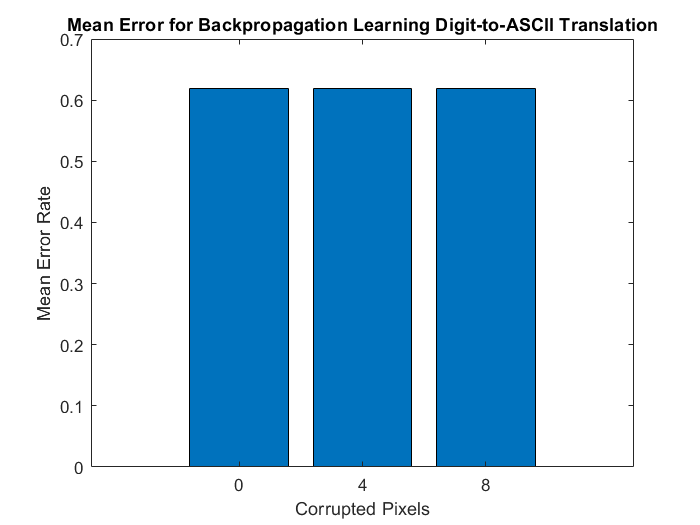 Mean Error for Backpropagation Learning Digit-to-ASCII Translation
0.7
0.6
0.5
0.4
0.3
0.2
0.1
0
Mean Error Rate
0 4 8
Corrupted Pixels